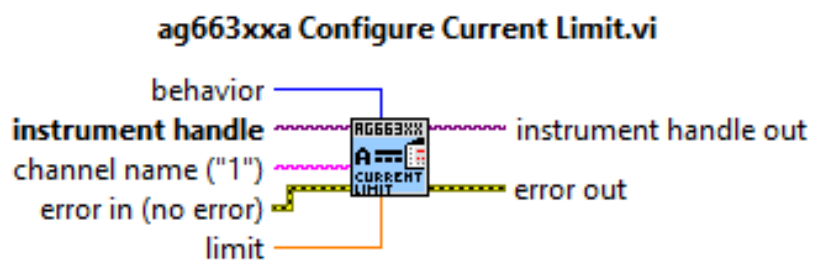 ag663xxa Configure Current Limit.vi
behavior
instrument handle
channel name ("1")
error in (no error)
limit
AG663XX
A
CURRENT
LIMIT
instrument handle out
error out